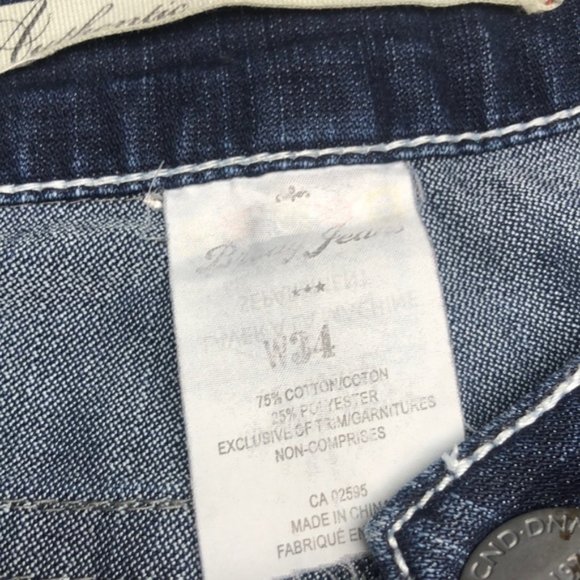 Authentic
Jeans
W34
75% COTTON/COTON
25% POLYESTER
EXCLUSIVE OF TRIM/GARNITURES
NON-COMPRISES
CA 02595
MADE IN CHINA
FABRIQUÉ EN